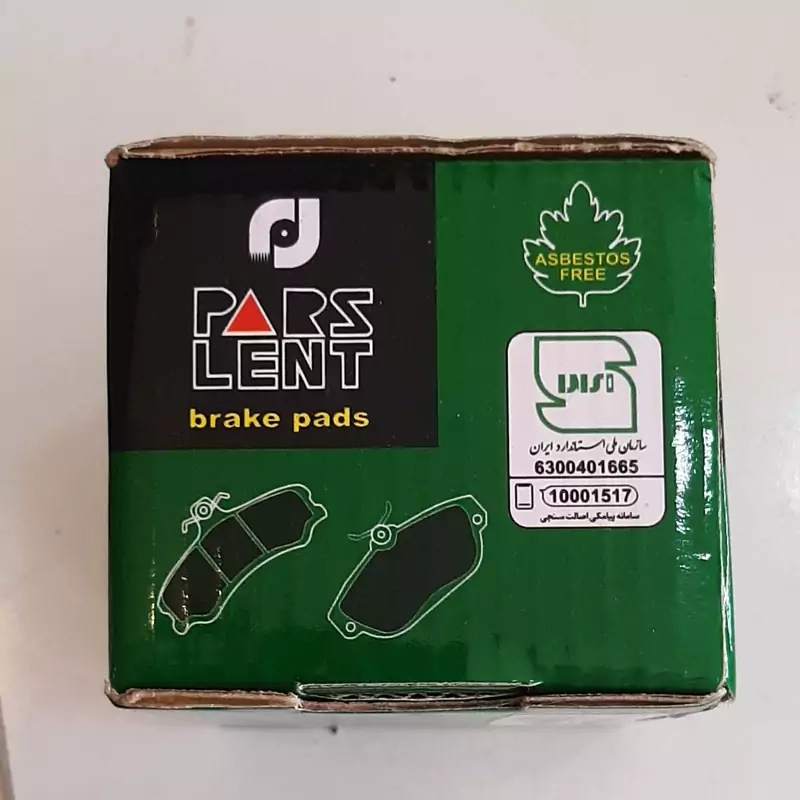 PARS
LENT
brake pads
ASBESTOS
FREE
سازمان ملی استاندارد ایران
6300401665
10001517
سامانه پیامکی اصالت سنجی